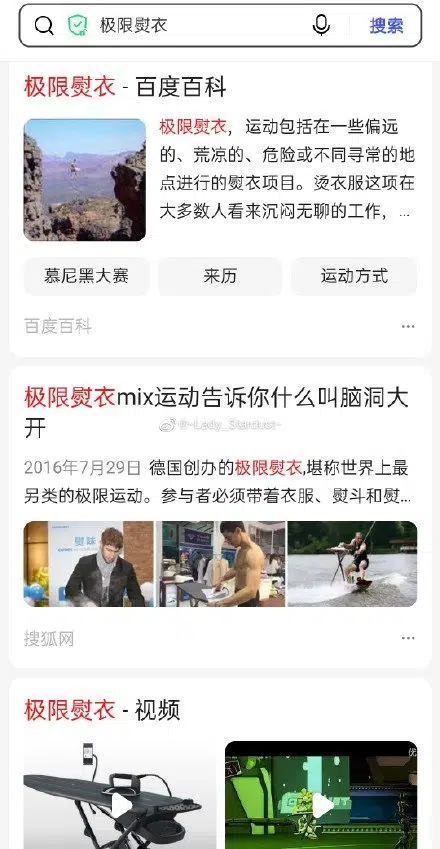 极限熨衣
搜索
极限熨衣 - 百度百科
极限熨衣，运动包括在一些偏远
的、荒凉的、危险或不同寻常的地
点进行的熨衣项目。烫衣服这项在
大多数人看来沉闷无聊的工作，...
慕尼黑大赛
来历
运动方式
百度百科
极限熨衣mix运动告诉你什么叫脑洞大
开
@-Lady_Stardust-
2016年7月29日 德国创办的极限熨衣,堪称世界上最
另类的极限运动。参与者必须带着衣服、熨斗和熨...
熨味
搜狐网
极限熨衣 - 视频
优